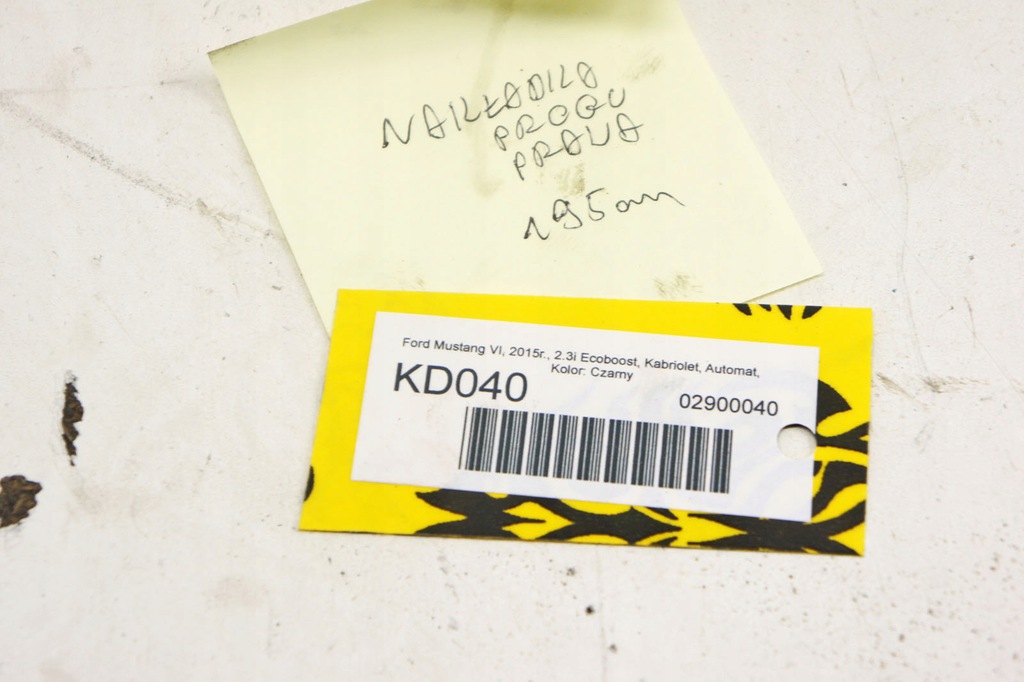 NAKŁADKA
PROGU
PRAWA
195cm
Ford Mustang VI, 2015r., 2.3i Ecoboost, Kabriolet, Automat,
Kolor: Czarny
KD040
02900040